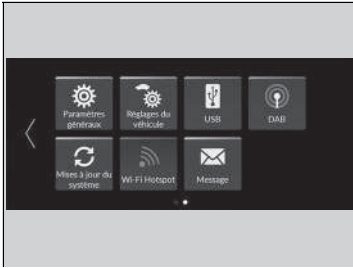 Paramètres
généraux
Réglages du
véhicule
USB
DAB
Mises à jour du
système
Wi-Fi Hotspot
Message